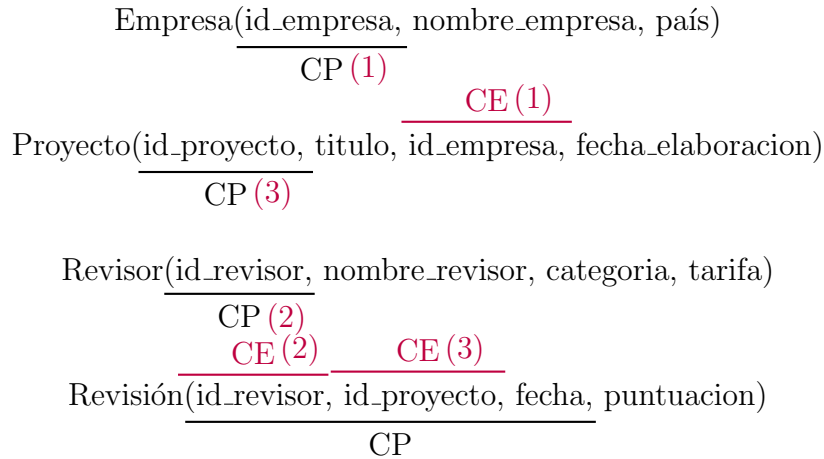 Empresa(id_empresa, nombre_empresa, país)
CP (1)
CE (1)
Proyecto(id_proyecto, titulo, id_empresa, fecha_elaboracion)
CP (3)
Revisor(id_revisor, nombre_revisor, categoria, tarifa)
CP (2)
CE (2) CE (3)
Revisión(id_revisor, id_proyecto, fecha, puntuacion)
CP